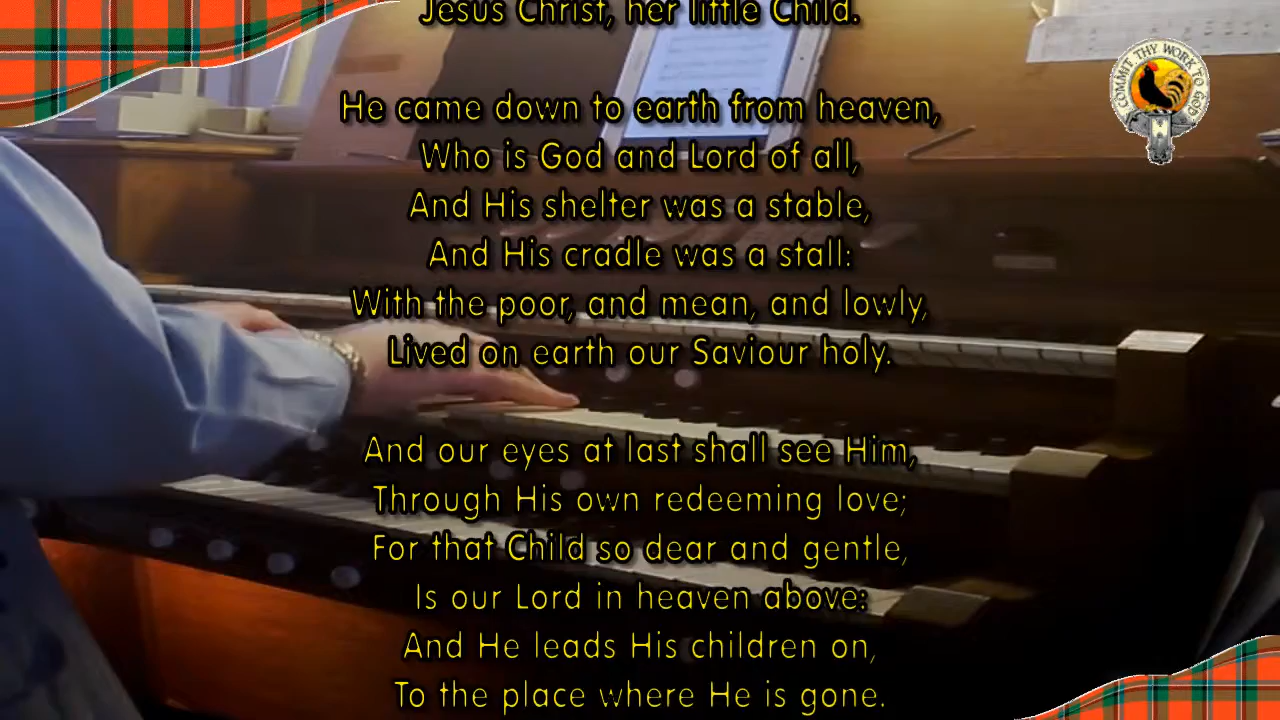 Jesus Christ, her little Child.
He came down to earth from heaven,
Who is God and Lord of all,
And His shelter was a stable,
And His cradle was a stall:
With the poor, and mean, and lowly,
Lived on earth our Saviour holy.
And our eyes at last shall see Him,
Through His own redeeming love;
For that Child so dear and gentle,
Is our Lord in heaven above:
And He leads His children on,
To the place where He is gone.
COMMIT THY WORK TO GOD